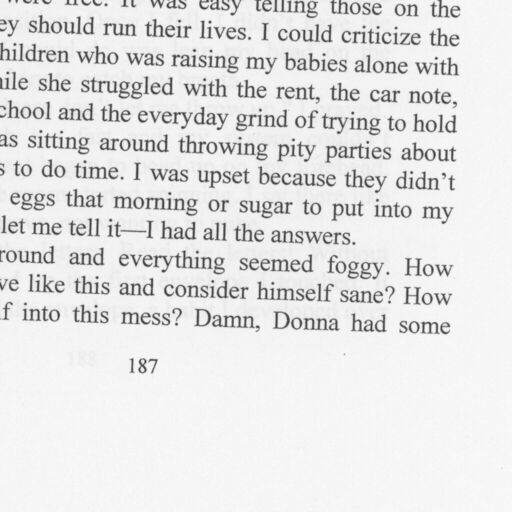 were free. It was easy telling those on the
ey should run their lives. I could criticize the
children who was raising my babies alone with
ile she struggled with the rent, the car note,
chool and the everyday grind of trying to hold
as sitting around throwing pity parties about
s to do time. I was upset because they didn't
eggs that morning or sugar to put into my
let me tell it—I had all the answers.
round and everything seemed foggy. How
ve like this and consider himself sane? How
lf into this mess? Damn, Donna had some
187
188